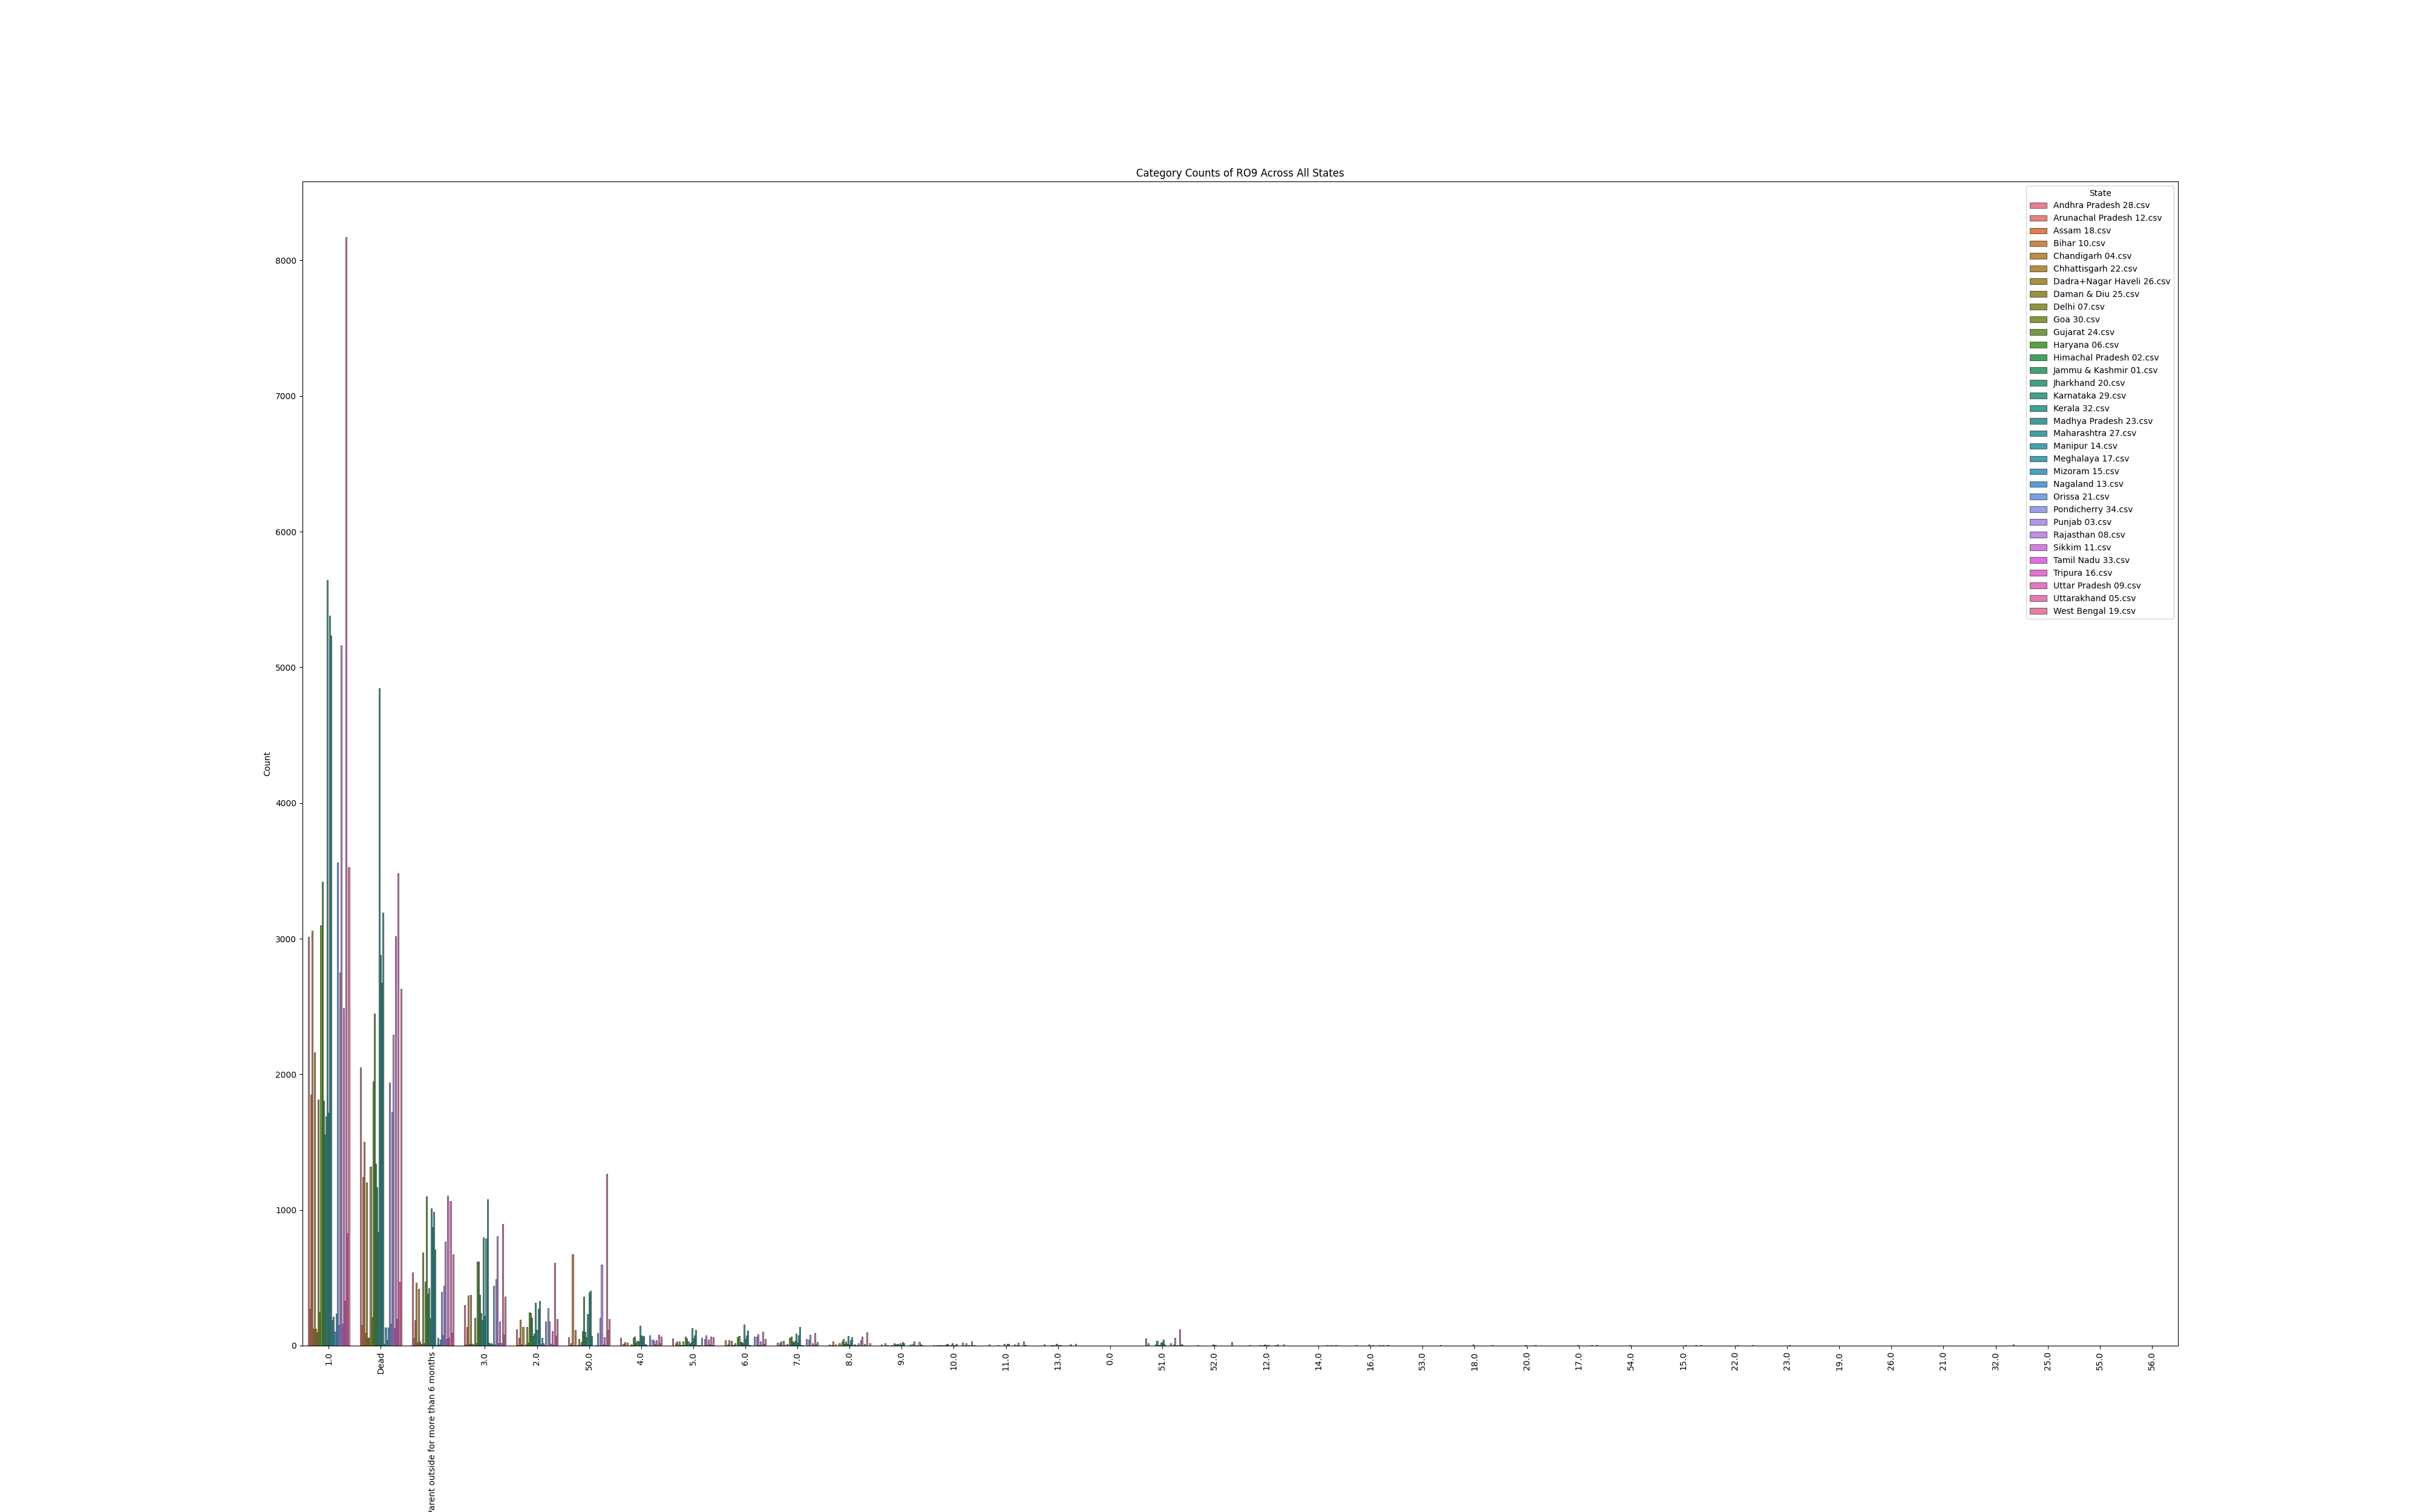 Category Counts of RO9 Across All States
State
Andhra Pradesh 28.csv
Arunachal Pradesh 12.csv
Assam 18.csv
Bihar 10.csv
Chandigarh 04.csv
Chhattisgarh 22.csv
Dadra+Nagar Haveli 26.csv
Daman & Diu 25.csv
Delhi 07.csv
Goa 30.csv
Gujarat 24.csv
Haryana 06.csv
Himachal Pradesh 02.csv
Jammu & Kashmir 01.csv
Jharkhand 20.csv
Karnataka 29.csv
Kerala 32.csv
Madhya Pradesh 23.csv
Maharashtra 27.csv
Manipur 14.csv
Meghalaya 17.csv
Mizoram 15.csv
Nagaland 13.csv
Orissa 21.csv
Pondicherry 34.csv
Punjab 03.csv
Rajasthan 08.csv
Sikkim 11.csv
Tamil Nadu 33.csv
Tripura 16.csv
Uttar Pradesh 09.csv
Uttarakhand 05.csv
West Bengal 19.csv
8000
7000
6000
5000
4000
3000
2000
1000
0
Count
1.0
Dead
outside for more than 6 months
3.0
2.0
50.0
4.0
5.0
6.0
7.0
8.0
9.0
10.0
11.0
13.0
0.0
51.0
52.0
12.0
14.0
16.0
53.0
18.0
20.0
17.0
54.0
15.0
22.0
23.0
19.0
26.0
21.0
32.0
25.0
55.0
56.0